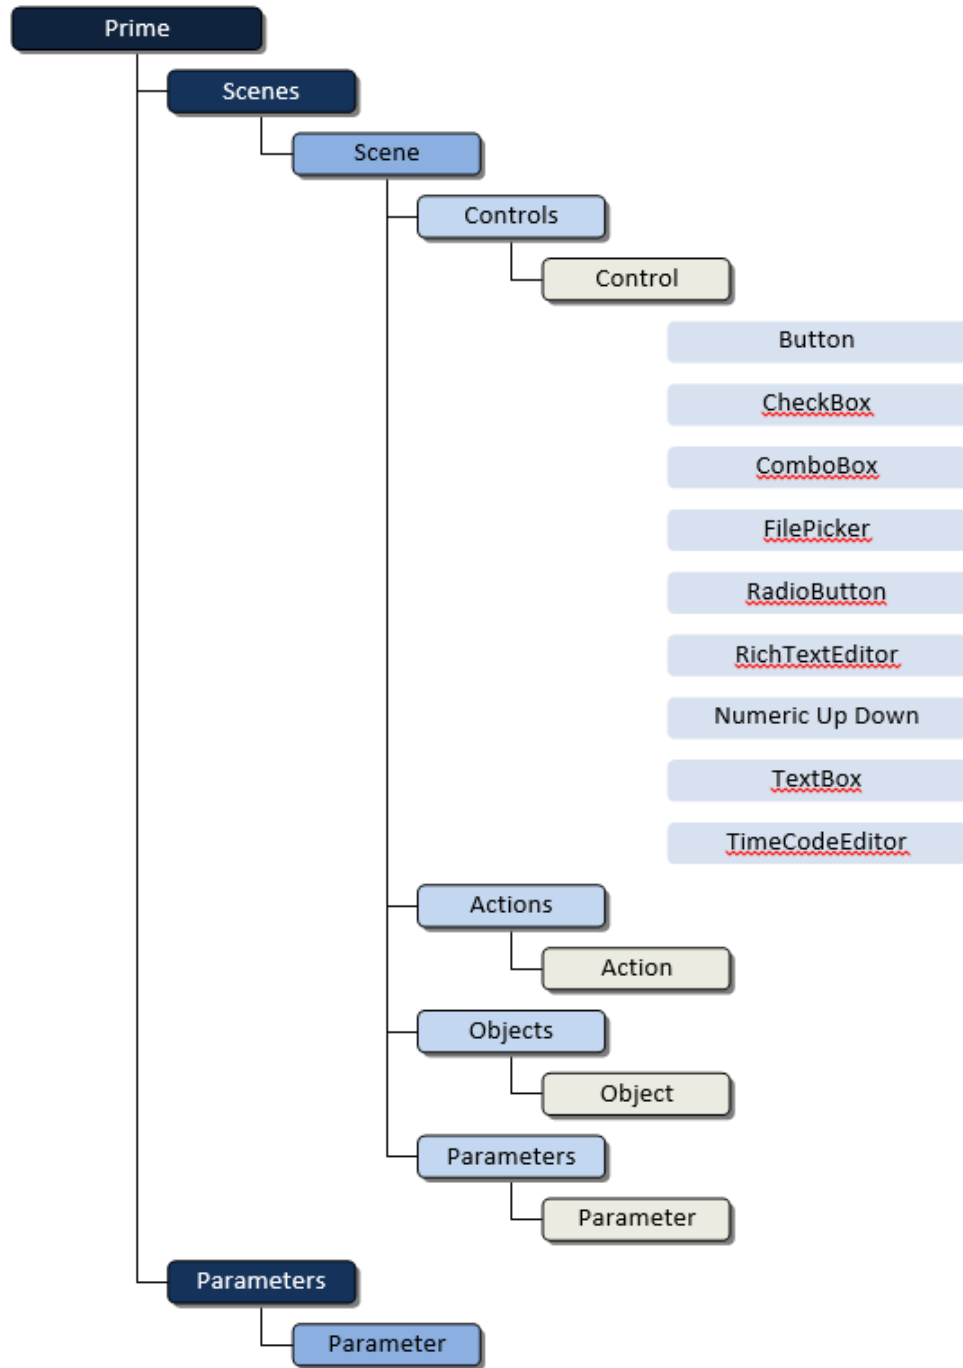 Prime
Scenes
Scene
Controls
Control
Button
CheckBox
ComboBox
FilePicker
RadioButton
RichTextEditor
Numeric Up Down
TextBox
TimeCodeEditor
Actions
Action
Objects
Object
Parameters
Parameter
Parameters
Parameter